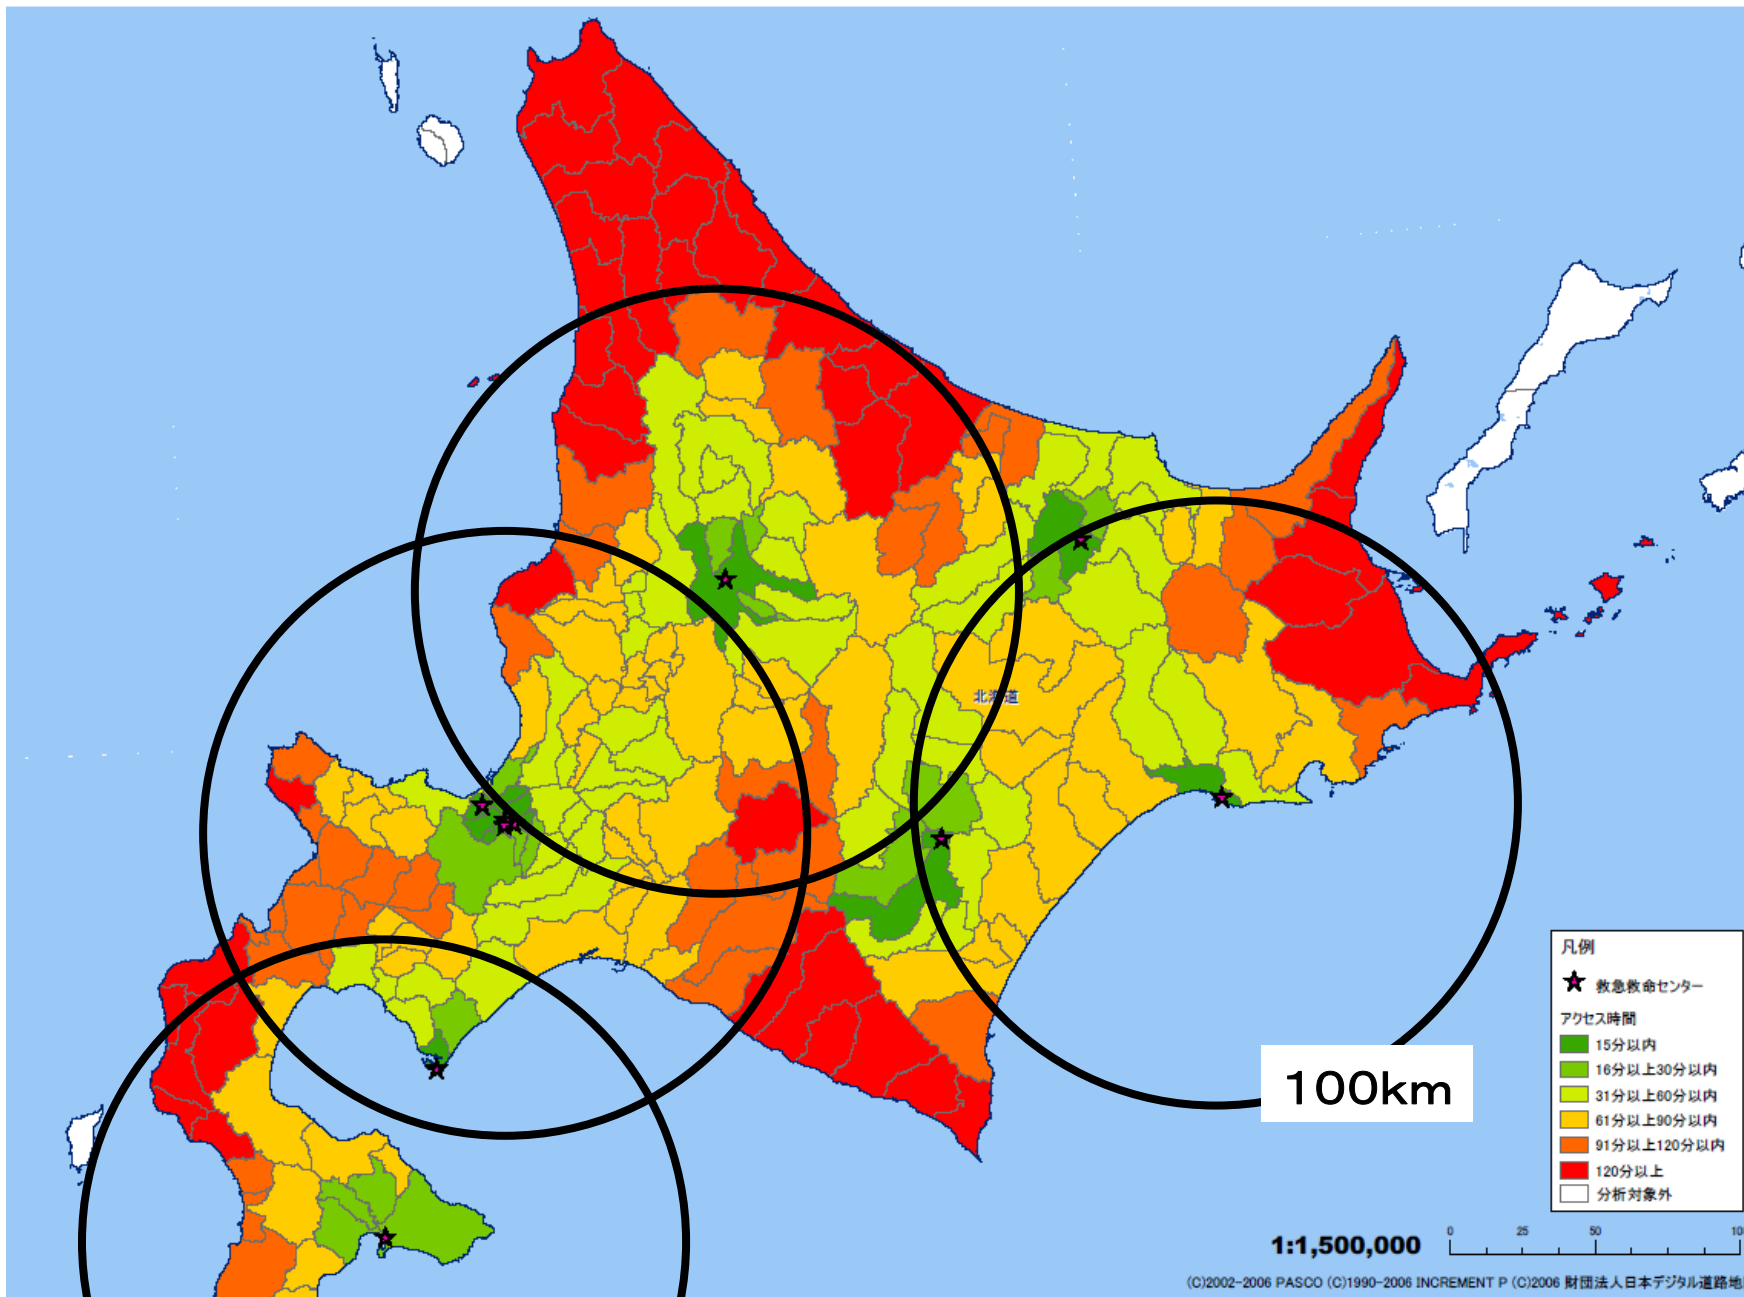 北海道
凡例
救急救命センター
アクセス時間
15分以内
16分以上30分以内
31分以上60分以内
61分以上90分以内
91分以上120分以内
120分以上
分析対象外
100km
1:1,500,000
0 25 50 10
(C)2002-2006 PASCO (C)1990-2006 INCREMENT P (C)2006 財団法人日本デジタル道路地